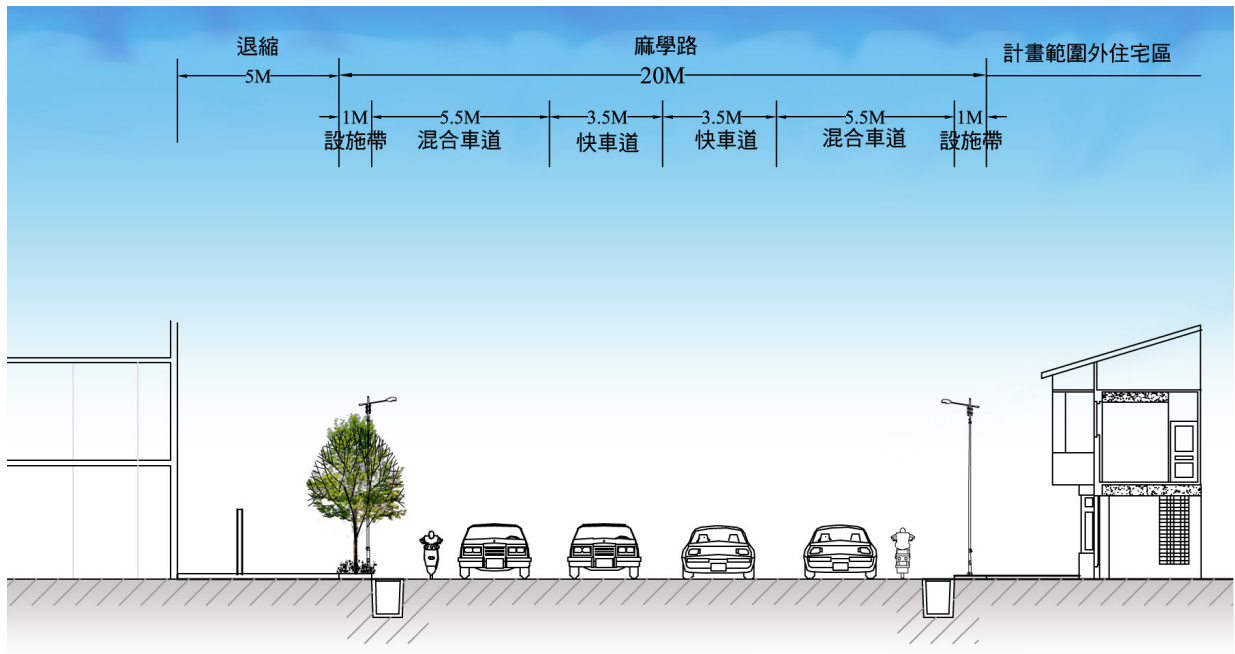 退縮
麻學路
計畫範圍外住宅區
5M
20M
1M
5.5M
3.5M
3.5M
5.5M
1M
設施帶
混合車道
快車道
快車道
混合車道
設施帶